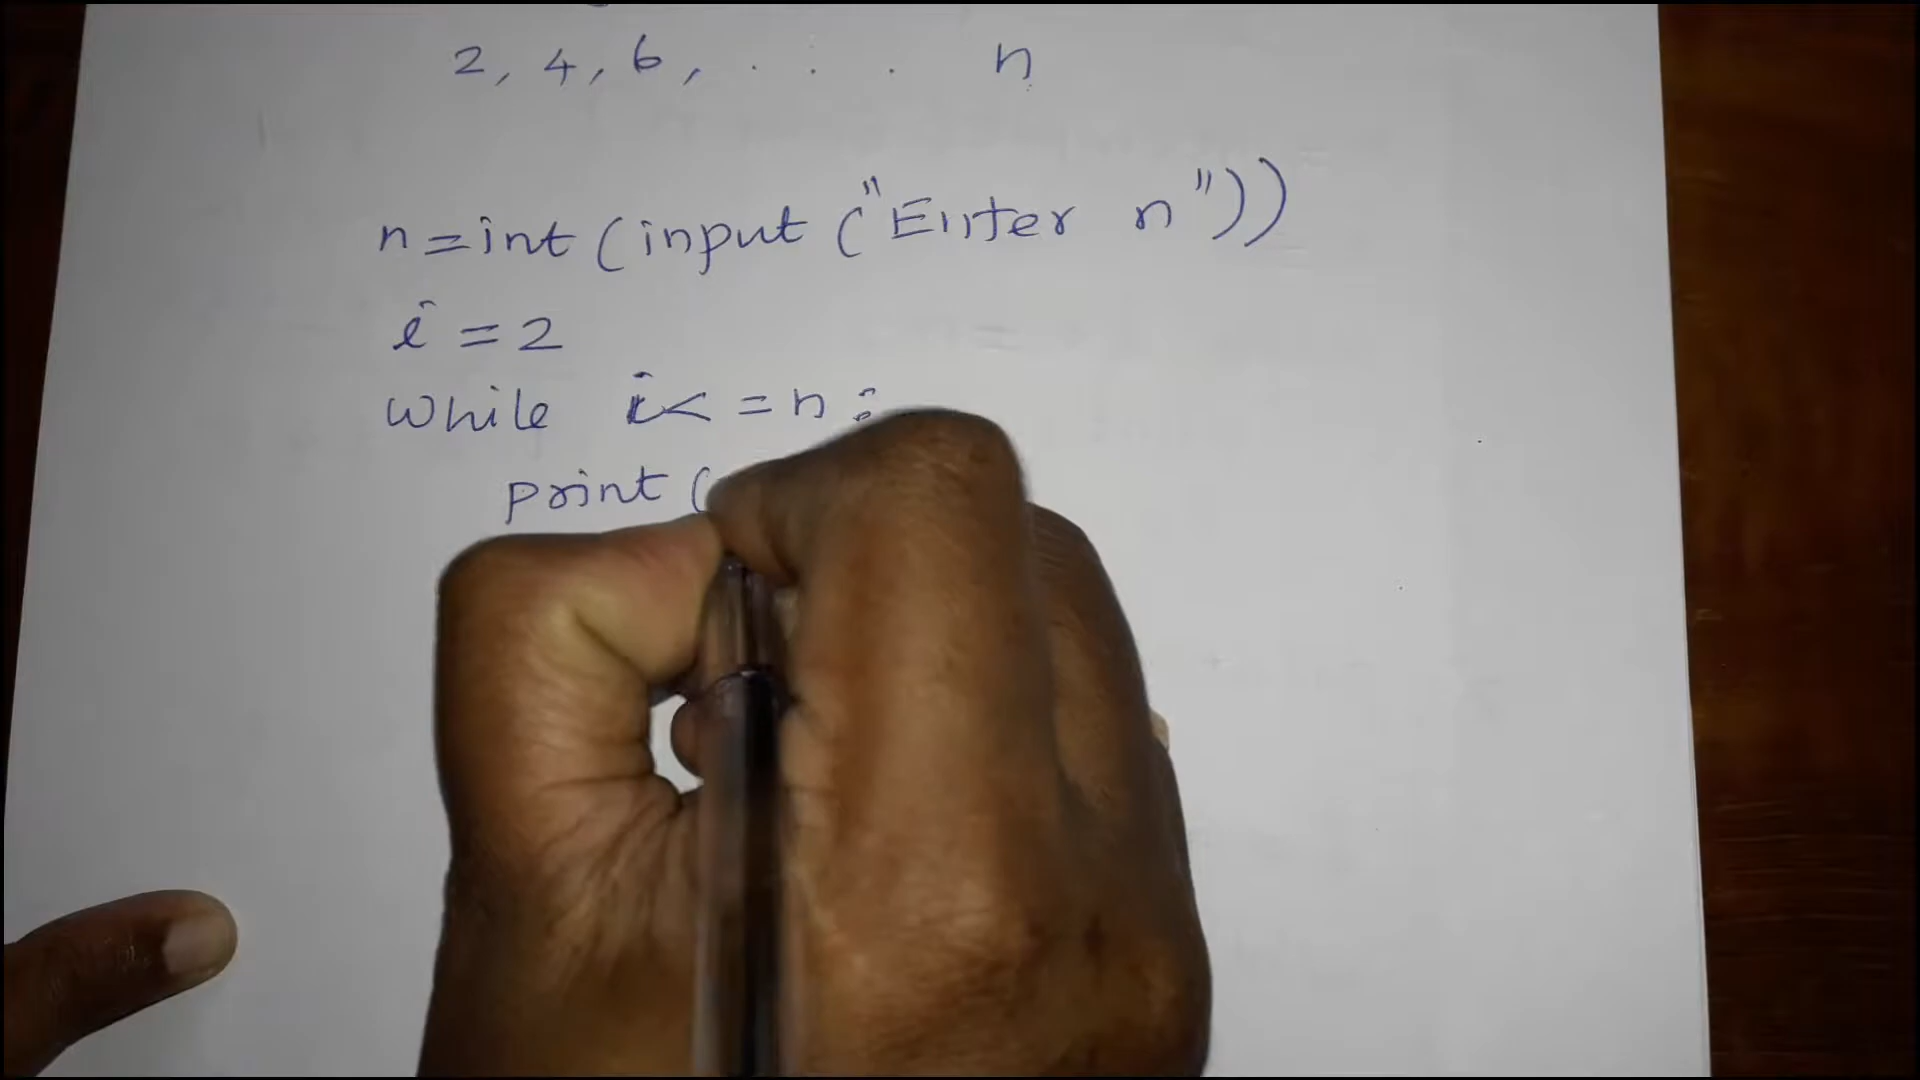 2, 4, 6, . . . n
n=int(input("Enter n"))
i=2
while i<=n:
print(